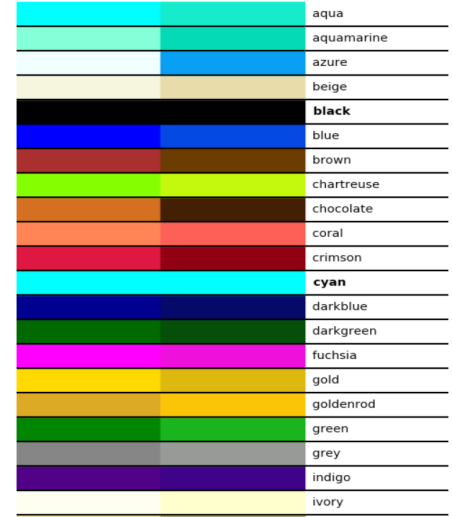 aqua
aquamarine
azure
beige
black
blue
brown
chartreuse
chocolate
coral
crimson
cyan
darkblue
darkgreen
fuchsia
gold
goldenrod
green
grey
indigo
ivory